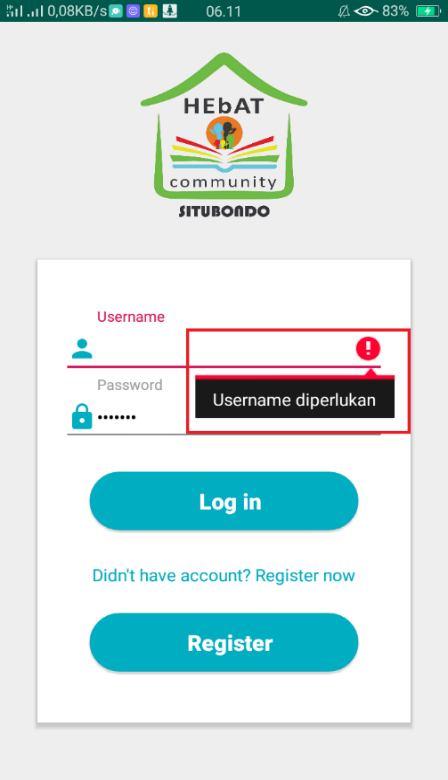 0,08KB/s 06.11 83%
HEbAT
community
SITUBONDO
Username
Password
Username diperlukan
•••••••
Log in
Didn't have account? Register now
Register